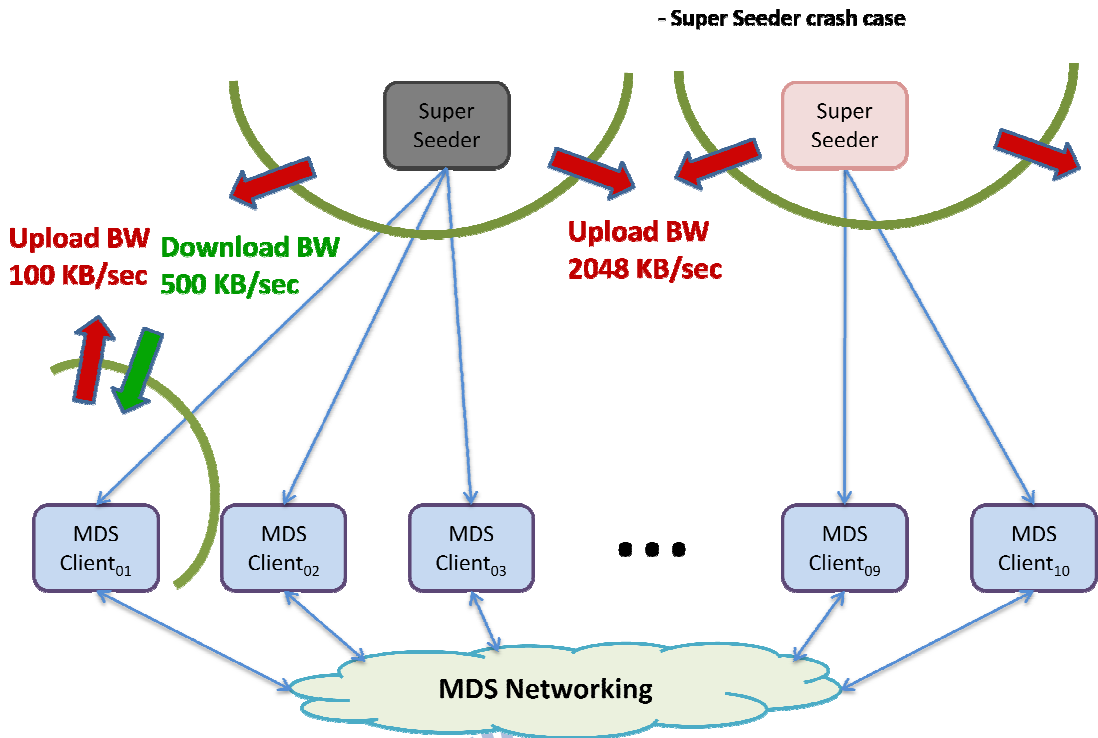 - Super Seeder crash case
Super
Seeder
Super
Seeder
Upload BW
100 KB/sec
Download BW
500 KB/sec
Upload BW
2048 KB/sec
MDS
Client01
MDS
Client02
MDS
Client03
• • •
MDS
Client09
MDS
Client10
MDS Networking